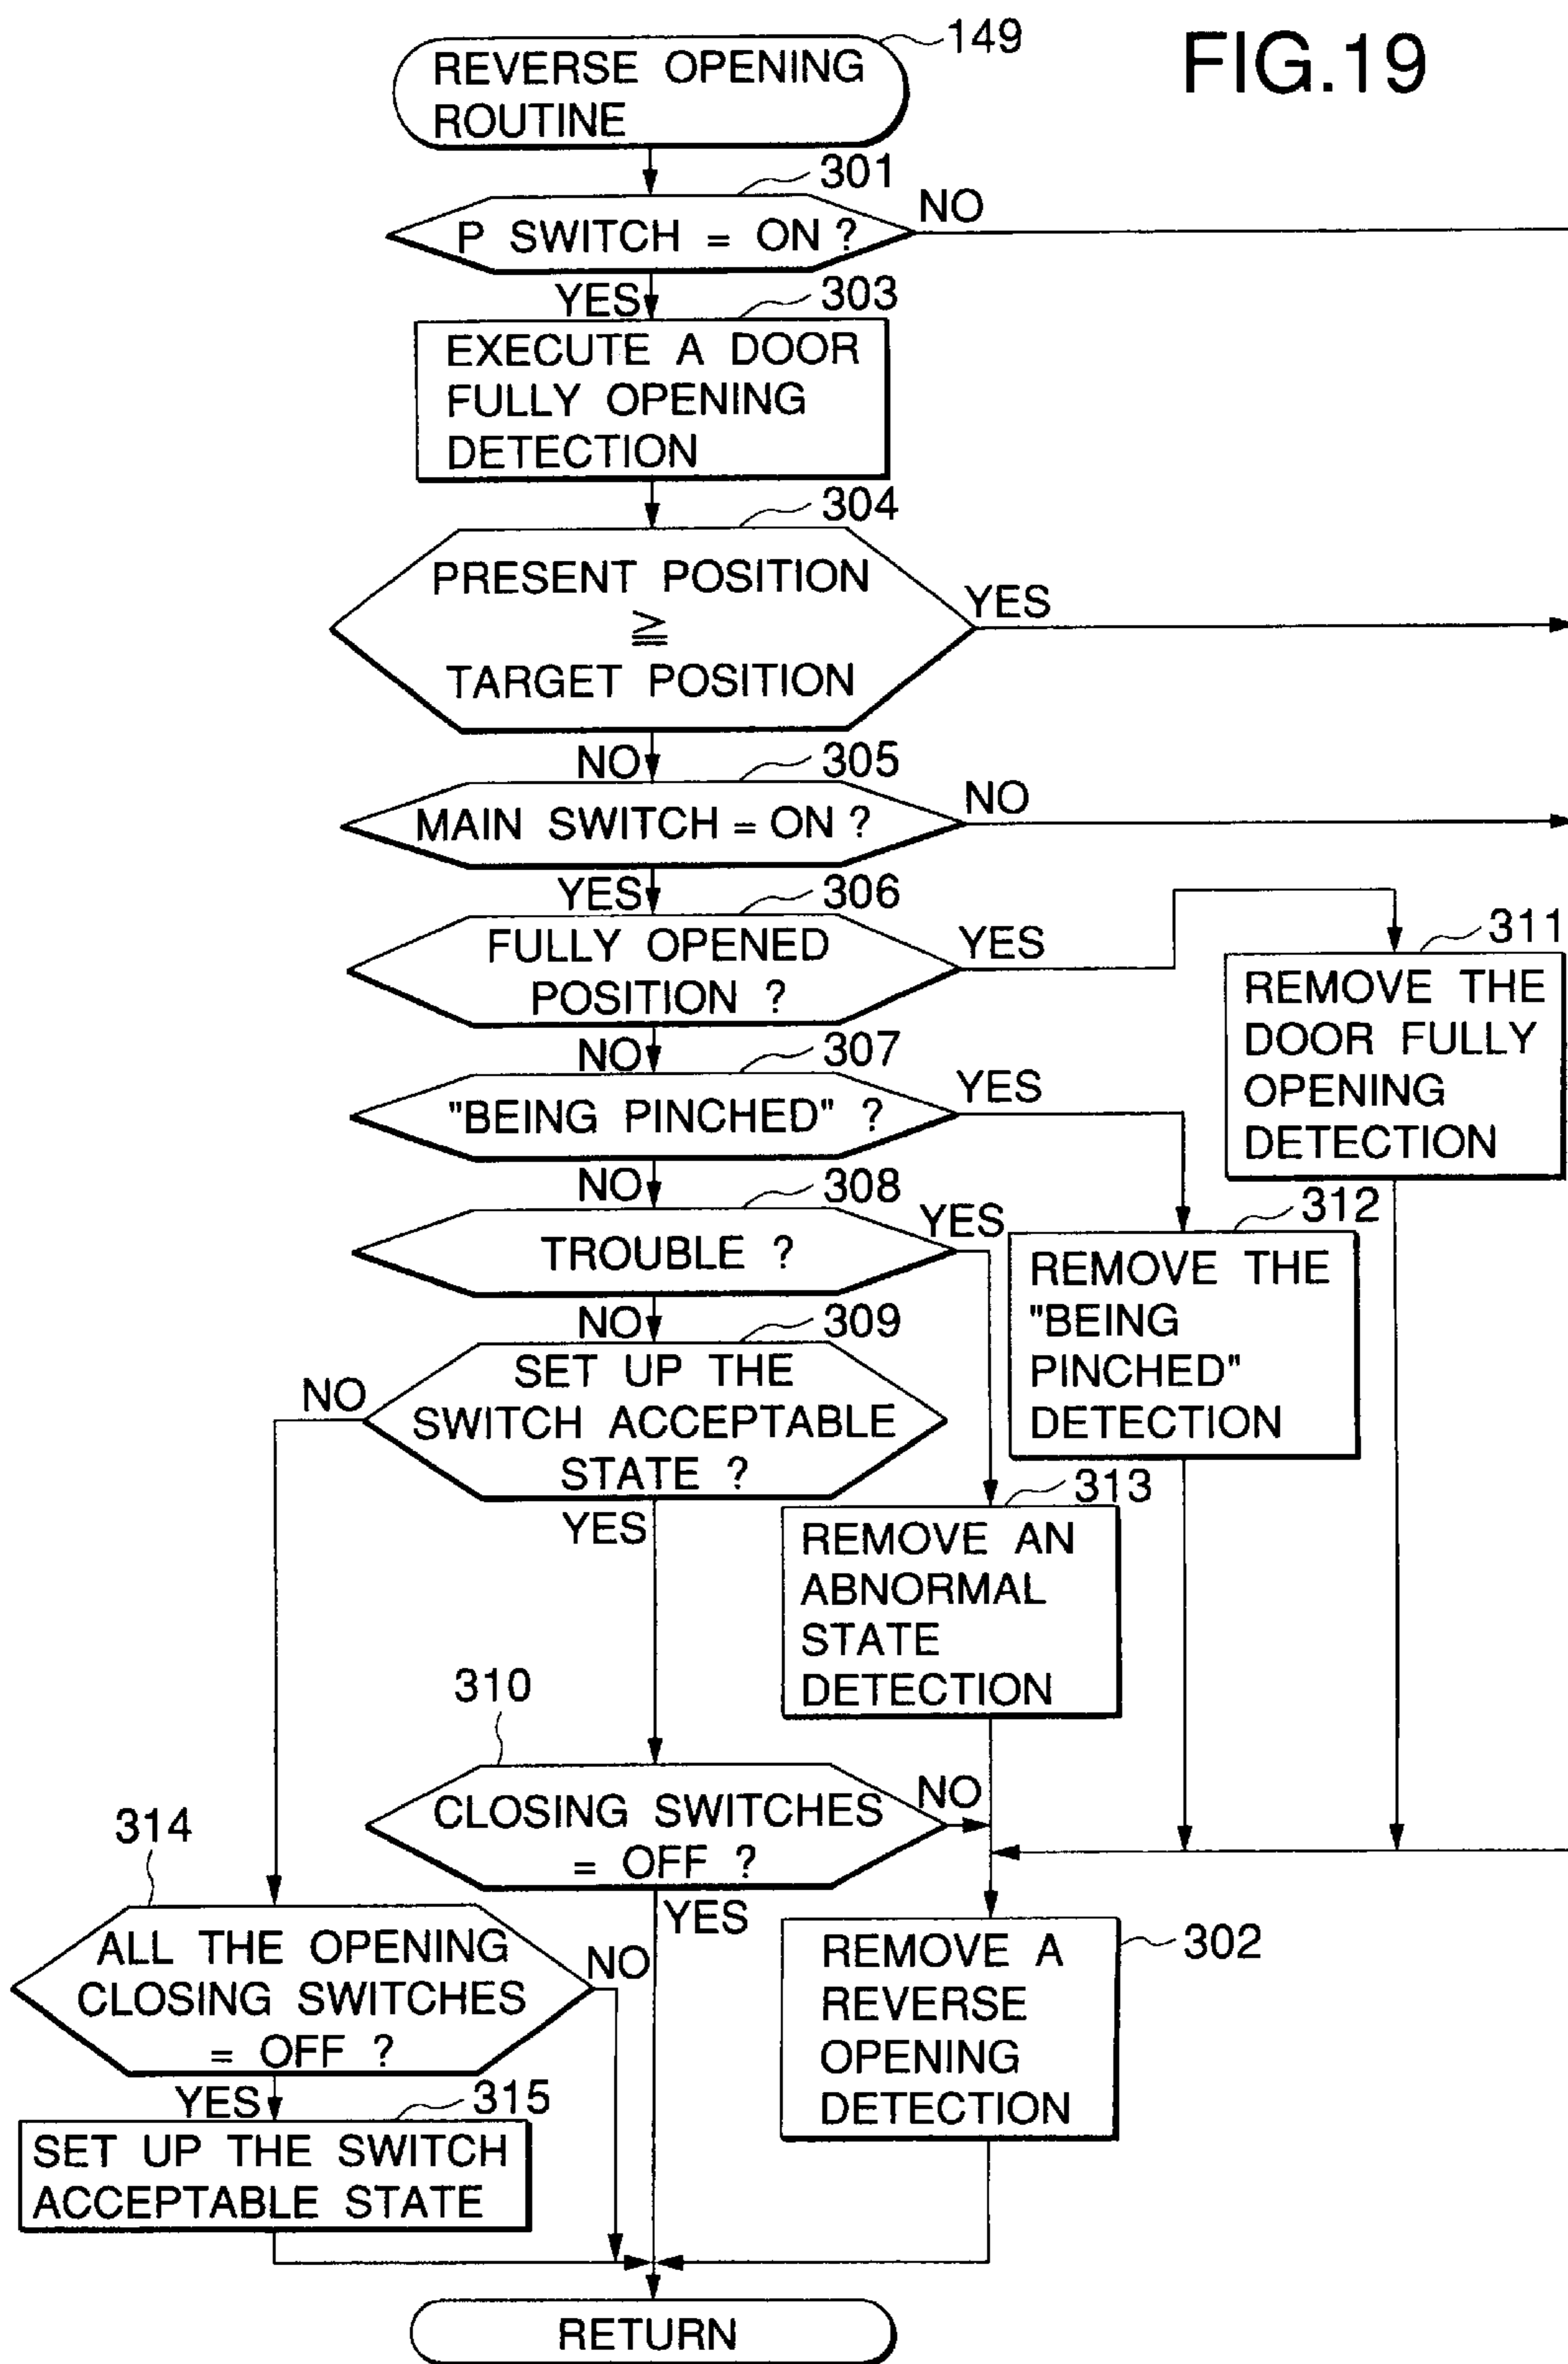 FIG.19
149
REVERSE OPENING
ROUTINE
301
P SWITCH = ON ?
NO
YES
303
EXECUTE A DOOR
FULLY OPENING
DETECTION
304
PRESENT POSITION
≧
TARGET POSITION
YES
NO
305
MAIN SWITCH = ON ?
NO
YES
306
FULLY OPENED
POSITION ?
YES
311
REMOVE THE
DOOR FULLY
OPENING
DETECTION
NO
307
"BEING PINCHED" ?
YES
312
REMOVE THE
"BEING
PINCHED"
DETECTION
NO
308
TROUBLE ?
YES
313
REMOVE AN
ABNORMAL
STATE
DETECTION
NO
309
SET UP THE
SWITCH ACCEPTABLE
STATE ?
NO
YES
310
CLOSING SWITCHES
= OFF ?
NO
YES
314
ALL THE OPENING
CLOSING SWITCHES
= OFF ?
NO
YES
302
REMOVE A
REVERSE
OPENING
DETECTION
315
SET UP THE SWITCH
ACCEPTABLE STATE
RETURN